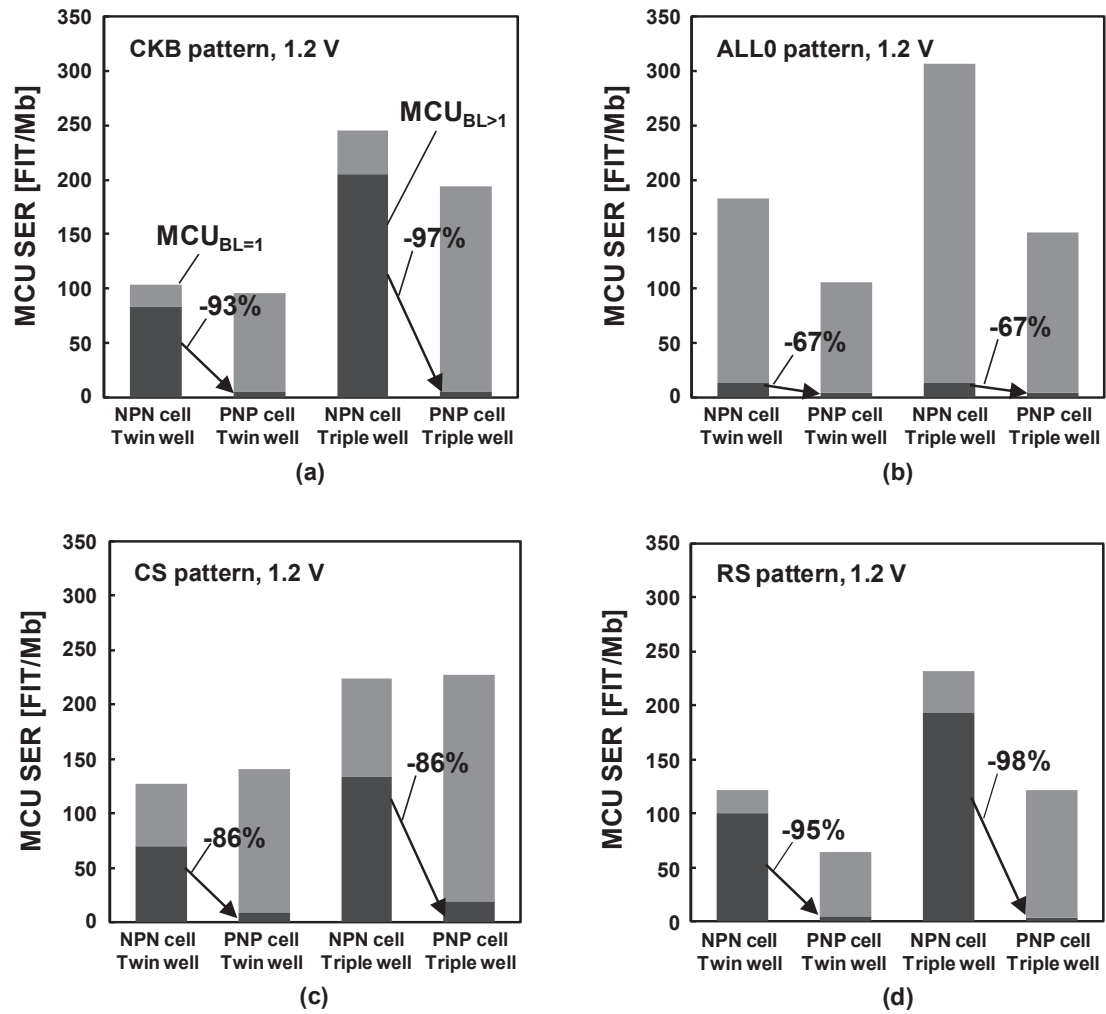 CKB pattern, 1.2 V
MCU SER [FIT/Mb]
350
300
250
200
150
100
50
0
MCU_BL>1
MCU_BL=1
-93%
-97%
NPN cell
Twin well
PNP cell
Twin well
NPN cell
Triple well
PNP cell
Triple well
(a)
ALL0 pattern, 1.2 V
MCU SER [FIT/Mb]
350
300
250
200
150
100
50
0
-67%
-67%
NPN cell
Twin well
PNP cell
Twin well
NPN cell
Triple well
PNP cell
Triple well
(b)
CS pattern, 1.2 V
MCU SER [FIT/Mb]
350
300
250
200
150
100
50
0
-86%
-86%
NPN cell
Twin well
PNP cell
Twin well
NPN cell
Triple well
PNP cell
Triple well
(c)
RS pattern, 1.2 V
MCU SER [FIT/Mb]
350
300
250
200
150
100
50
0
-95%
-98%
NPN cell
Twin well
PNP cell
Twin well
NPN cell
Triple well
PNP cell
Triple well
(d)